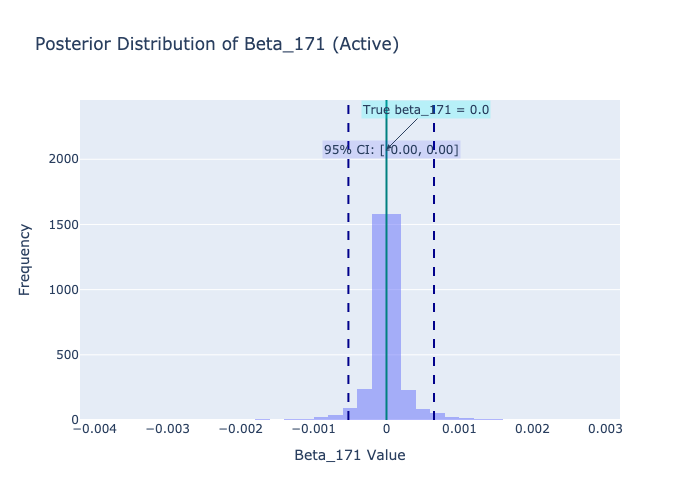 Posterior Distribution of Beta_171 (Active)
True beta_171 = 0.0
95% CI: [-0.00, 0.00]
2000
1500
1000
500
0
Frequency
−0.004 −0.003 −0.002 −0.001 0 0.001 0.002 0.003
Beta_171 Value